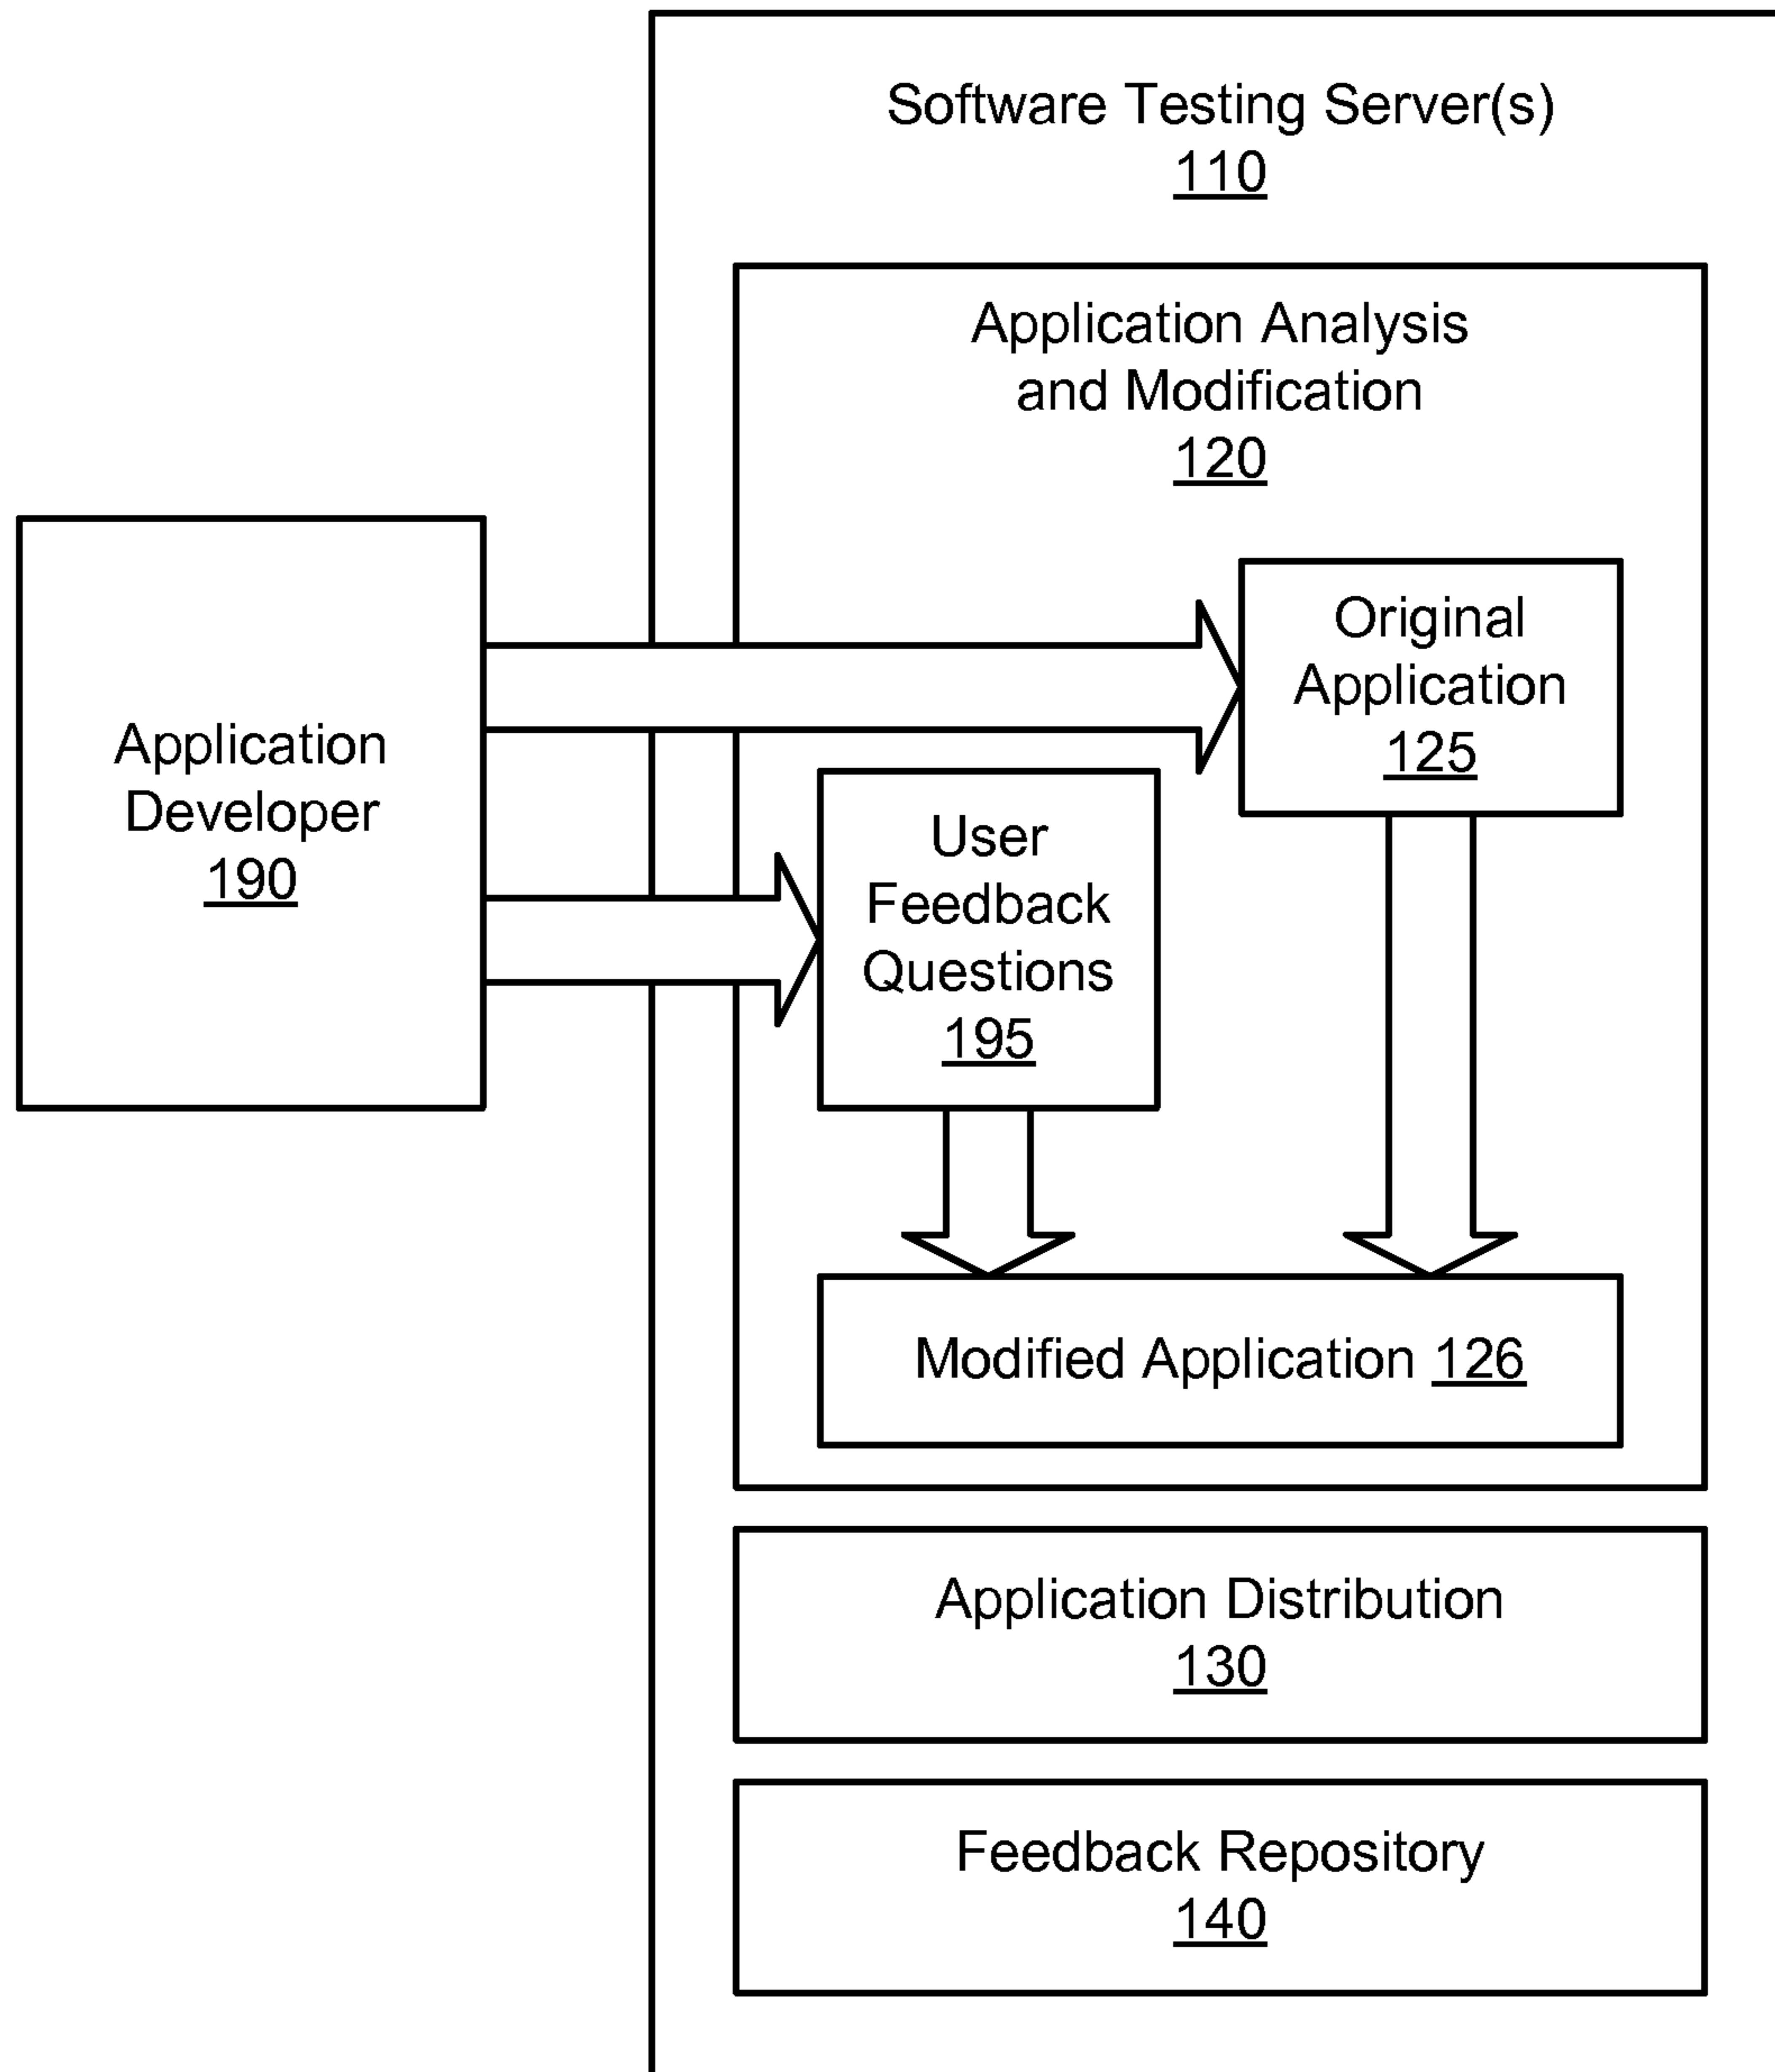 Software Testing Server(s)
110
Application Analysis
and Modification
120
Original
Application
125
Application
Developer
190
User
Feedback
Questions
195
Modified Application 126
Application Distribution
130
Feedback Repository
140